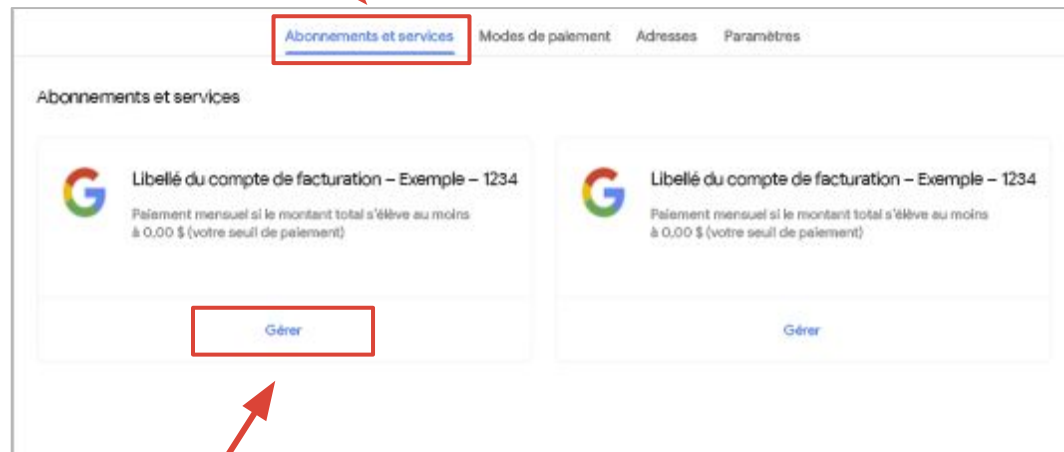 Abonnements et services Modes de paiement Adresses Paramètres
Abonnements et services
Libellé du compte de facturation – Exemple – 1234
Paiement mensuel si le montant total s'élève au moins
à 0,00 $ (votre seuil de paiement)
Gérer
Libellé du compte de facturation – Exemple – 1234
Paiement mensuel si le montant total s'élève au moins
à 0,00 $ (votre seuil de paiement)
Gérer